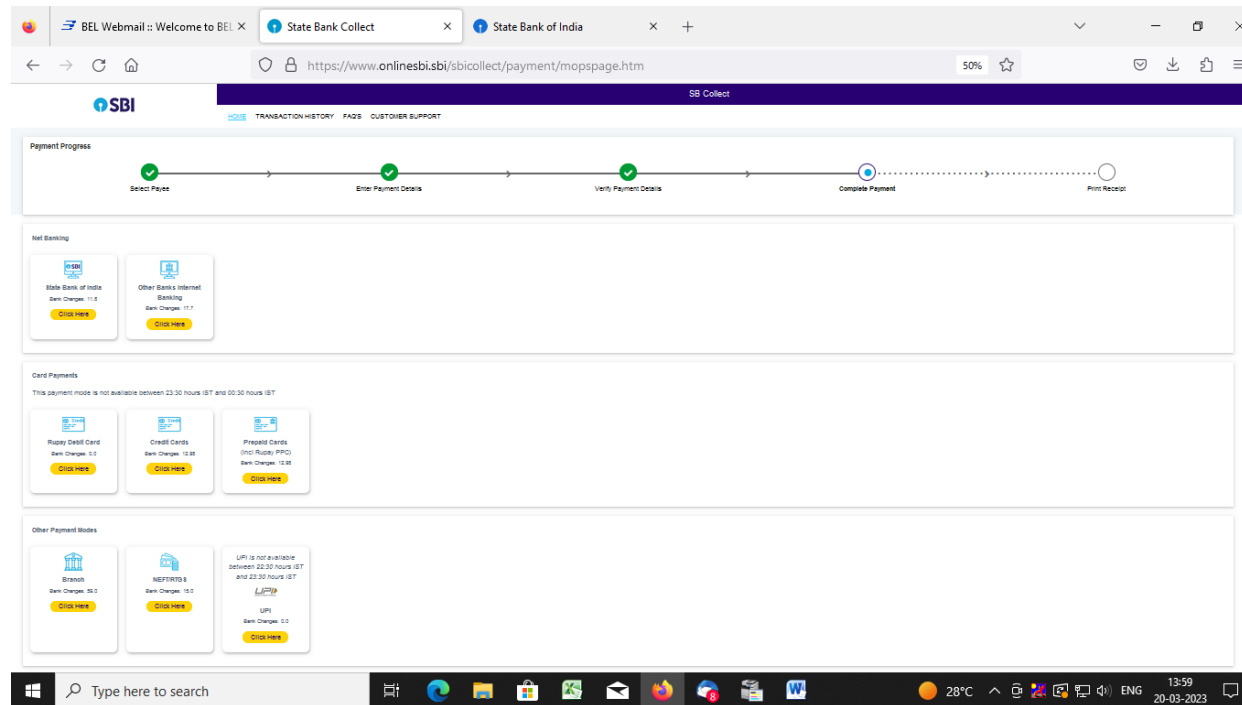 BEL Webmail :: Welcome to BEL
State Bank Collect
State Bank of India
https://www.onlinesbi.sbi/sbicollect/payment/mopspage.htm
50%
SBI
SB Collect
HOME TRANSACTION HISTORY FAQ'S CUSTOMER SUPPORT
Payment Progress
Select Payee
Enter Payment Details
Verify Payment Details
Complete Payment
Print Receipt
Net Banking
SBI
State Bank of India
Bank Charges: 11.8
Click Here
Other Banks Internet
Banking
Bank Charges: 17.7
Click Here
Card Payments
This payment mode is not available between 23:30 hours IST and 00:30 hours IST
Rupay Debit Card
Bank Charges: 0.0
Click Here
Credit Cards
Bank Charges: 12.98
Click Here
Prepaid Cards
(Incl Rupay PPC)
Bank Charges: 12.98
Click Here
Other Payment Modes
Branch
Bank Charges: 59.0
Click Here
NEFT/RTGS
Bank Charges: 15.0
Click Here
UPI is not available
between 22:30 hours IST
and 23:30 hours IST
UPI
UPI
Bank Charges: 0.0
Click Here
Type here to search
8
28°C
ENG
13:59
20-03-2023